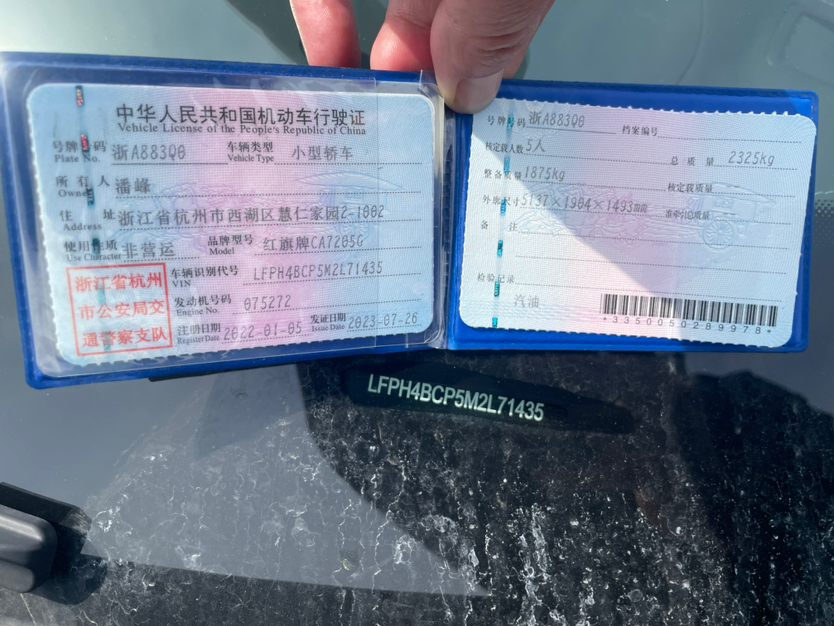 中华人民共和国机动车行驶证
Vehicle License of the People's Republic of China
号牌号码 浙A883Q0 车辆类型 小型轿车
Plate No. Vehicle Type
所有人 潘峰
Owner
住址 浙江省杭州市西湖区慧仁家园2-1002
Address
使用性质 非营运 品牌型号 红旗牌CA7205G
Use Character Model
浙江省杭州
市公安局交
通警察支队
车辆识别代号 LFPH4BCP5M2L71435
VIN
发动机号码 075272
Engine No.
注册日期 2022-01-05 发证日期 2023-07-26
Register Date Issue Date
号牌号码 浙A883Q0 档案编号
核定载人数 5人 总质量 2325kg
整备质量 1875kg 核定载质量
外廓尺寸 5137×1904×1493mm 准牵引总质量
备注
检验记录
汽油
*3350050289978*
LFPH4BCP5M2L71435